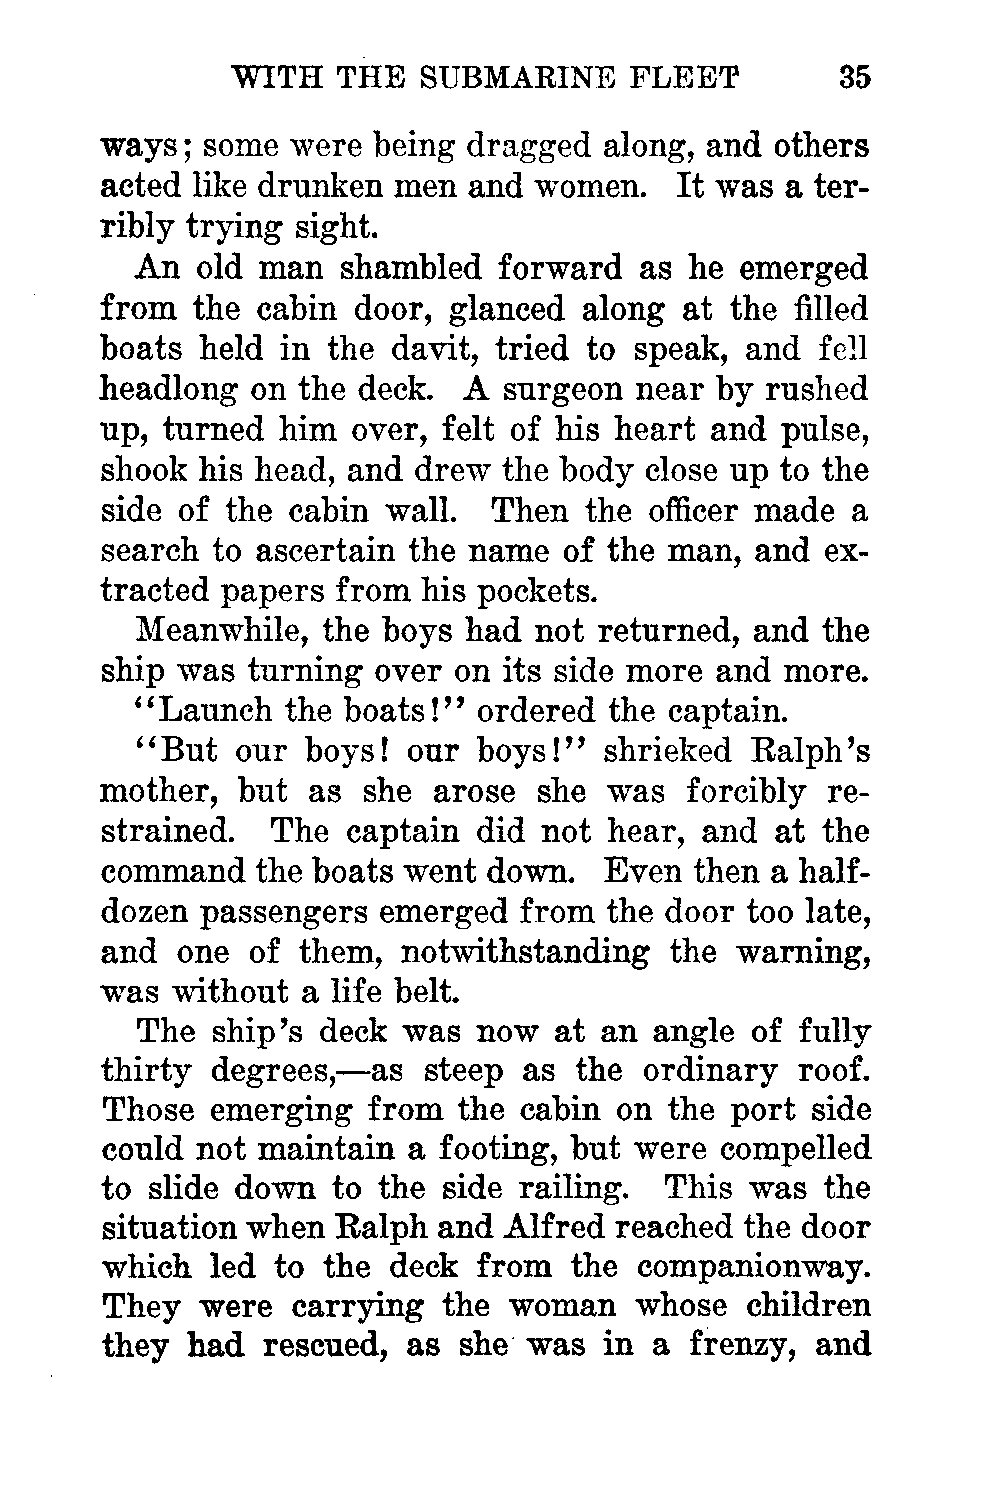 WITH THE SUBMARINE FLEET 35
ways; some were being dragged along, and others
acted like drunken men and women. It was a ter-
ribly trying sight.
An old man shambled forward as he emerged
from the cabin door, glanced along at the filled
boats held in the davit, tried to speak, and fell
headlong on the deck. A surgeon near by rushed
up, turned him over, felt of his heart and pulse,
shook his head, and drew the body close up to the
side of the cabin wall. Then the officer made a
search to ascertain the name of the man, and ex-
tracted papers from his pockets.
Meanwhile, the boys had not returned, and the
ship was turning over on its side more and more.
"Launch the boats!" ordered the captain.
"But our boys! our boys!" shrieked Ralph's
mother, but as she arose she was forcibly re-
strained. The captain did not hear, and at the
command the boats went down. Even then a half-
dozen passengers emerged from the door too late,
and one of them, notwithstanding the warning,
was without a life belt.
The ship's deck was now at an angle of fully
thirty degrees,—as steep as the ordinary roof.
Those emerging from the cabin on the port side
could not maintain a footing, but were compelled
to slide down to the side railing. This was the
situation when Ralph and Alfred reached the door
which led to the deck from the companionway.
They were carrying the woman whose children
they had rescued, as she was in a frenzy, and